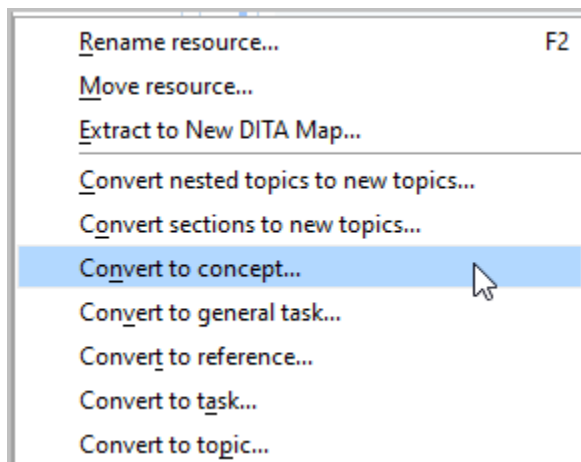 Rename resource... F2
Move resource...
Extract to New DITA Map...
Convert nested topics to new topics...
Convert sections to new topics...
Convert to concept...
Convert to general task...
Convert to reference...
Convert to task...
Convert to topic...